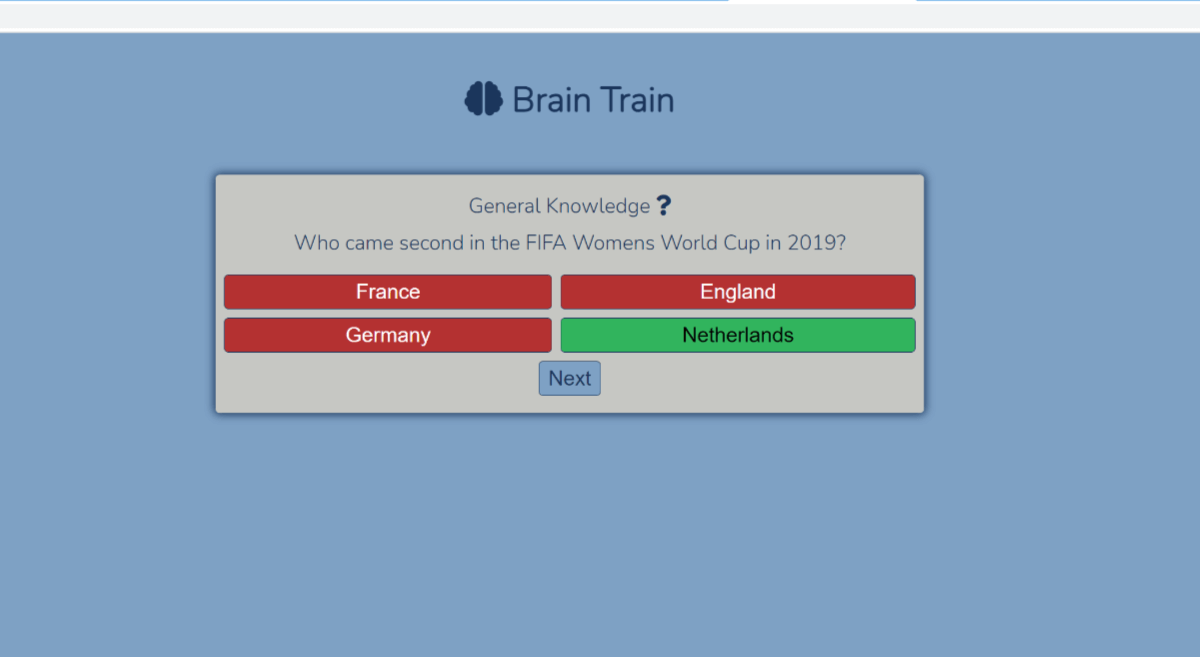 Brain Train
General Knowledge ?
Who came second in the FIFA Womens World Cup in 2019?
France
England
Germany
Netherlands
Next